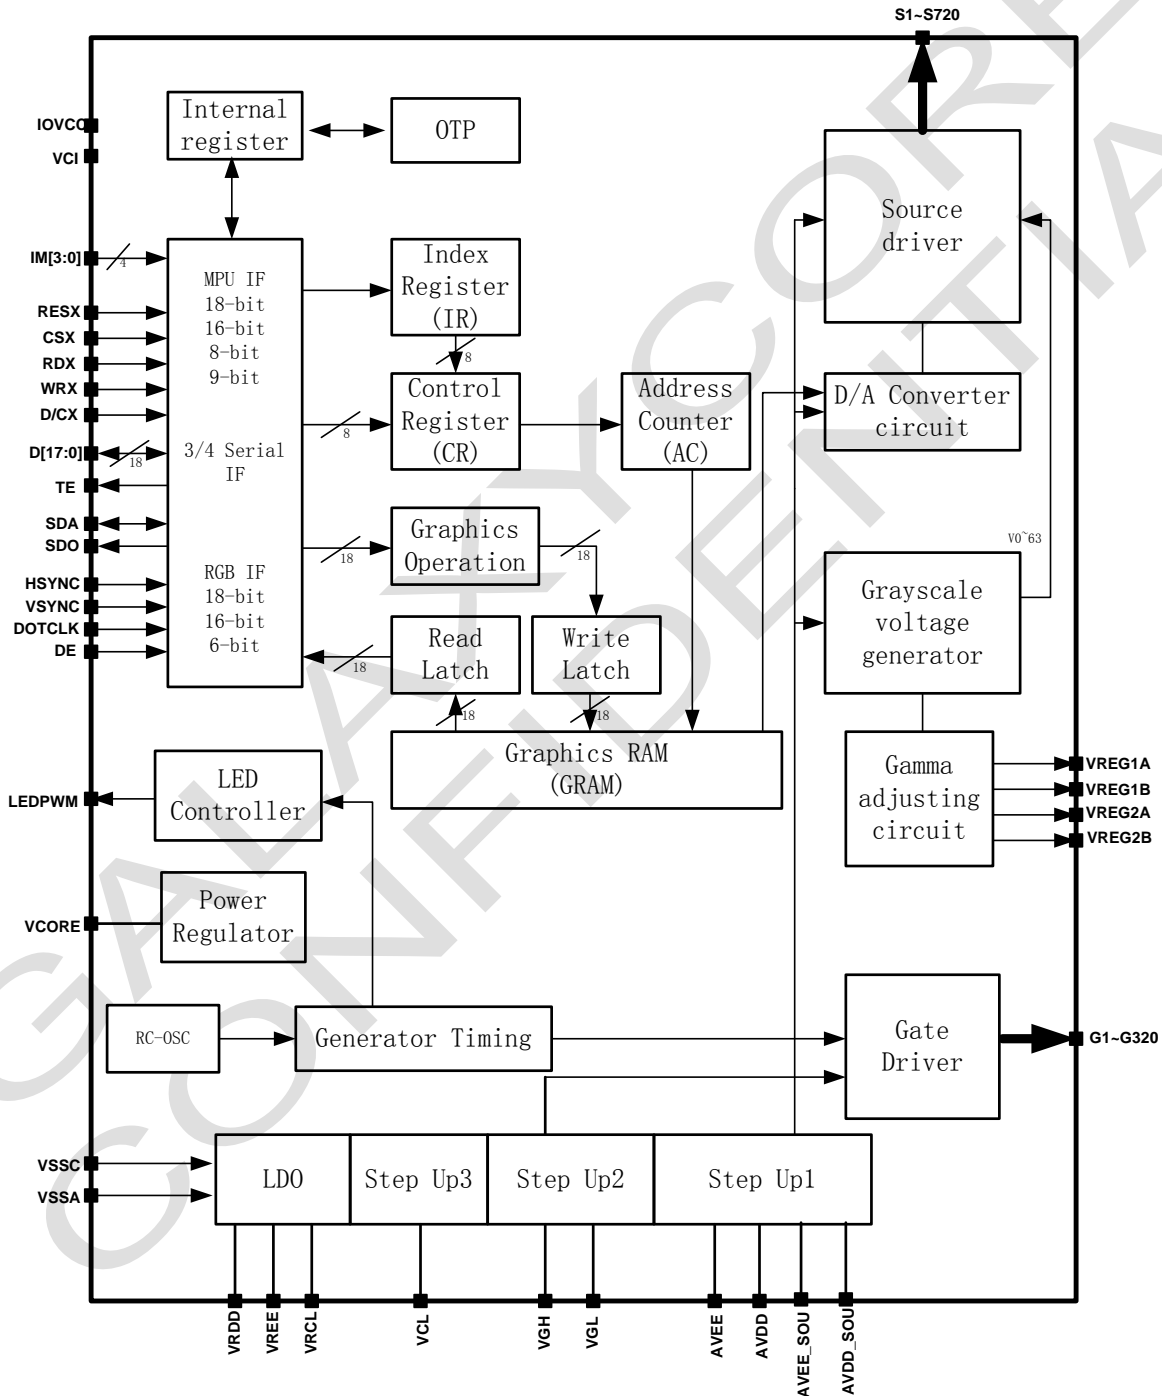 S1~S720
IOVCC
VCI
Internal
register
OTP
Source
driver
IM[3:0]
4
RESX
CSX
RDX
WRX
D/CX
D[17:0]
18
TE
SDA
SDO
HSYNC
VSYNC
DOTCLK
DE
MPU IF
18-bit
16-bit
8-bit
9-bit
3/4 Serial
IF
RGB IF
18-bit
16-bit
6-bit
Index
Register
(IR)
8
Control
Register
(CR)
8
Address
Counter
(AC)
D/A Converter
circuit
Graphics
Operation
18
18
Read
Latch
18
Write
Latch
18
18
Graphics RAM
(GRAM)
V0~63
Grayscale
voltage
generator
Gamma
adjusting
circuit
VREG1A
VREG1B
VREG2A
VREG2B
LEDPWM
LED
Controller
VCORE
Power
Regulator
RC-OSC
Generator Timing
Gate
Driver
G1~G320
VSSC
VSSA
LDO
Step Up3
Step Up2
Step Up1
VRDD
VREE
VRCL
VCL
VGH
VGL
AVEE
AVDD
AVEE_SOU
AVDD_SOU
GALAXYCORE
CONFIDENTIA